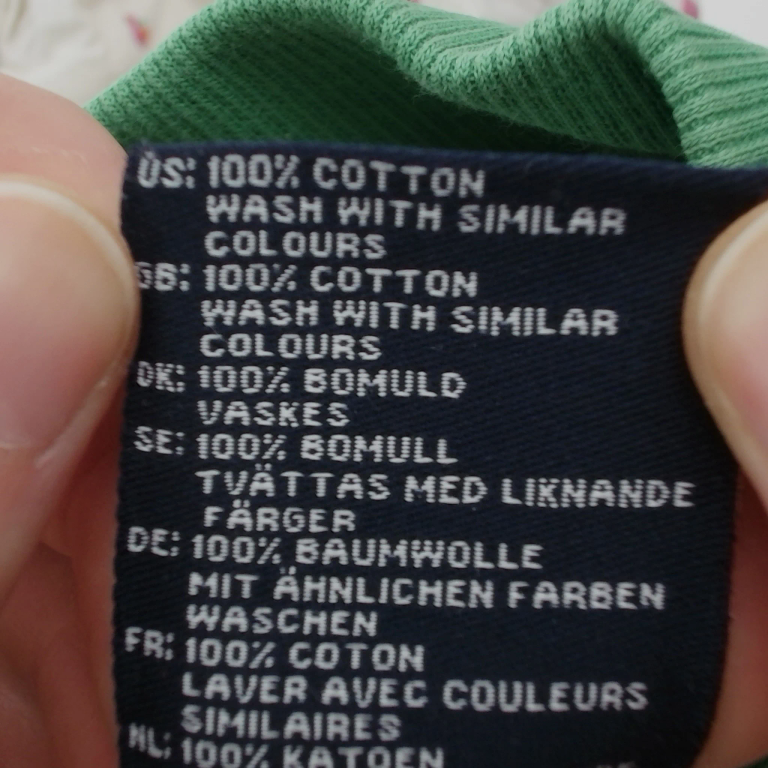 US: 100% COTTON
WASH WITH SIMILAR
COLOURS
GB: 100% COTTON
WASH WITH SIMILAR
COLOURS
DK: 100% BOMULD
VASKES
SE: 100% BOMULL
TVÄTTAS MED LIKNANDE
FÄRGER
DE: 100% BAUMWOLLE
MIT ÄHNLICHEN FARBEN
WASCHEN
FR: 100% COTON
LAVER AVEC COULEURS
SIMILAIRES
NL: 100% KATOEN